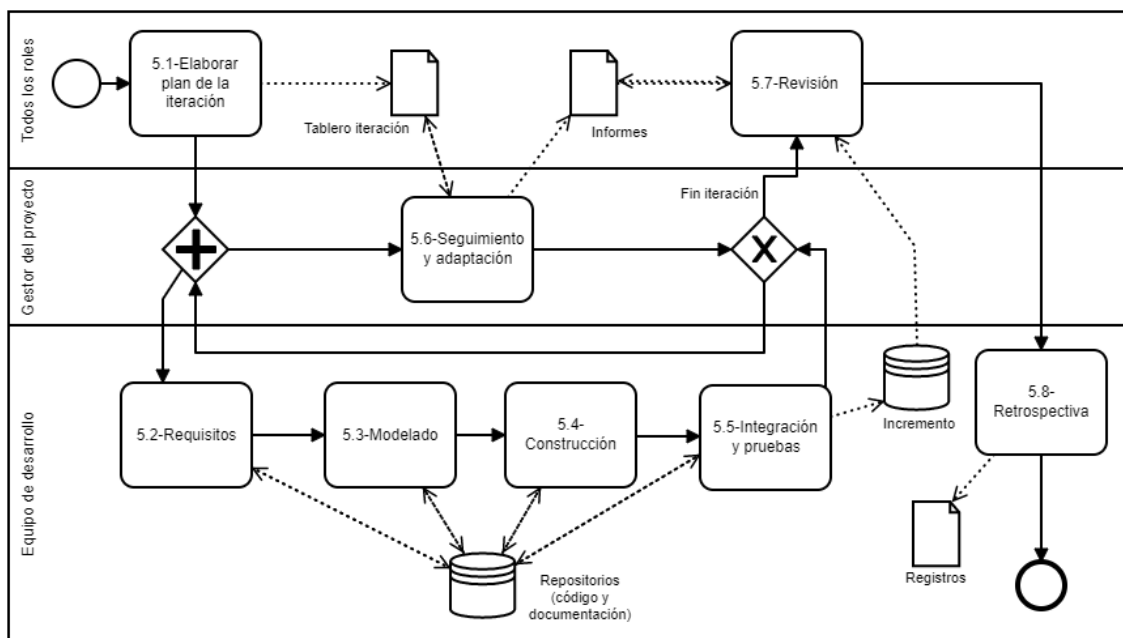 Todos los roles
5.1-Elaborar
plan de la
iteración
Tablero iteración
Informes
5.7-Revisión
Gestor del proyecto
5.6-Seguimiento
y adaptación
Fin iteración
X
Equipo de desarrollo
5.2-Requisitos
5.3-Modelado
5.4-
Construcción
5.5-Integración
y pruebas
Incremento
5.8-
Retrospectiva
Repositorios
(código y
documentación)
Registros